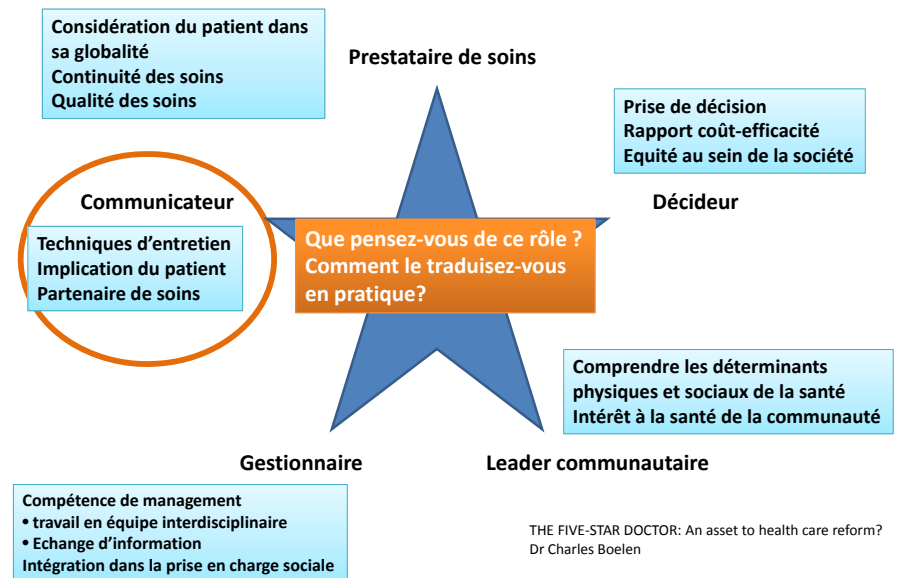 Considération du patient dans
sa globalité
Continuité des soins
Qualité des soins
Prestataire de soins
Prise de décision
Rapport coût-efficacité
Equité au sein de la société
Communicateur
Décideur
Techniques d'entretien
Implication du patient
Partenaire de soins
Que pensez-vous de ce rôle ?
Comment le traduisez-vous
en pratique?
Comprendre les déterminants
physiques et sociaux de la santé
Intérêt à la santé de la communauté
Gestionnaire
Leader communautaire
Compétence de management
• travail en équipe interdisciplinaire
• Echange d'information
Intégration dans la prise en charge sociale
THE FIVE-STAR DOCTOR: An asset to health care reform?
Dr Charles Boelen